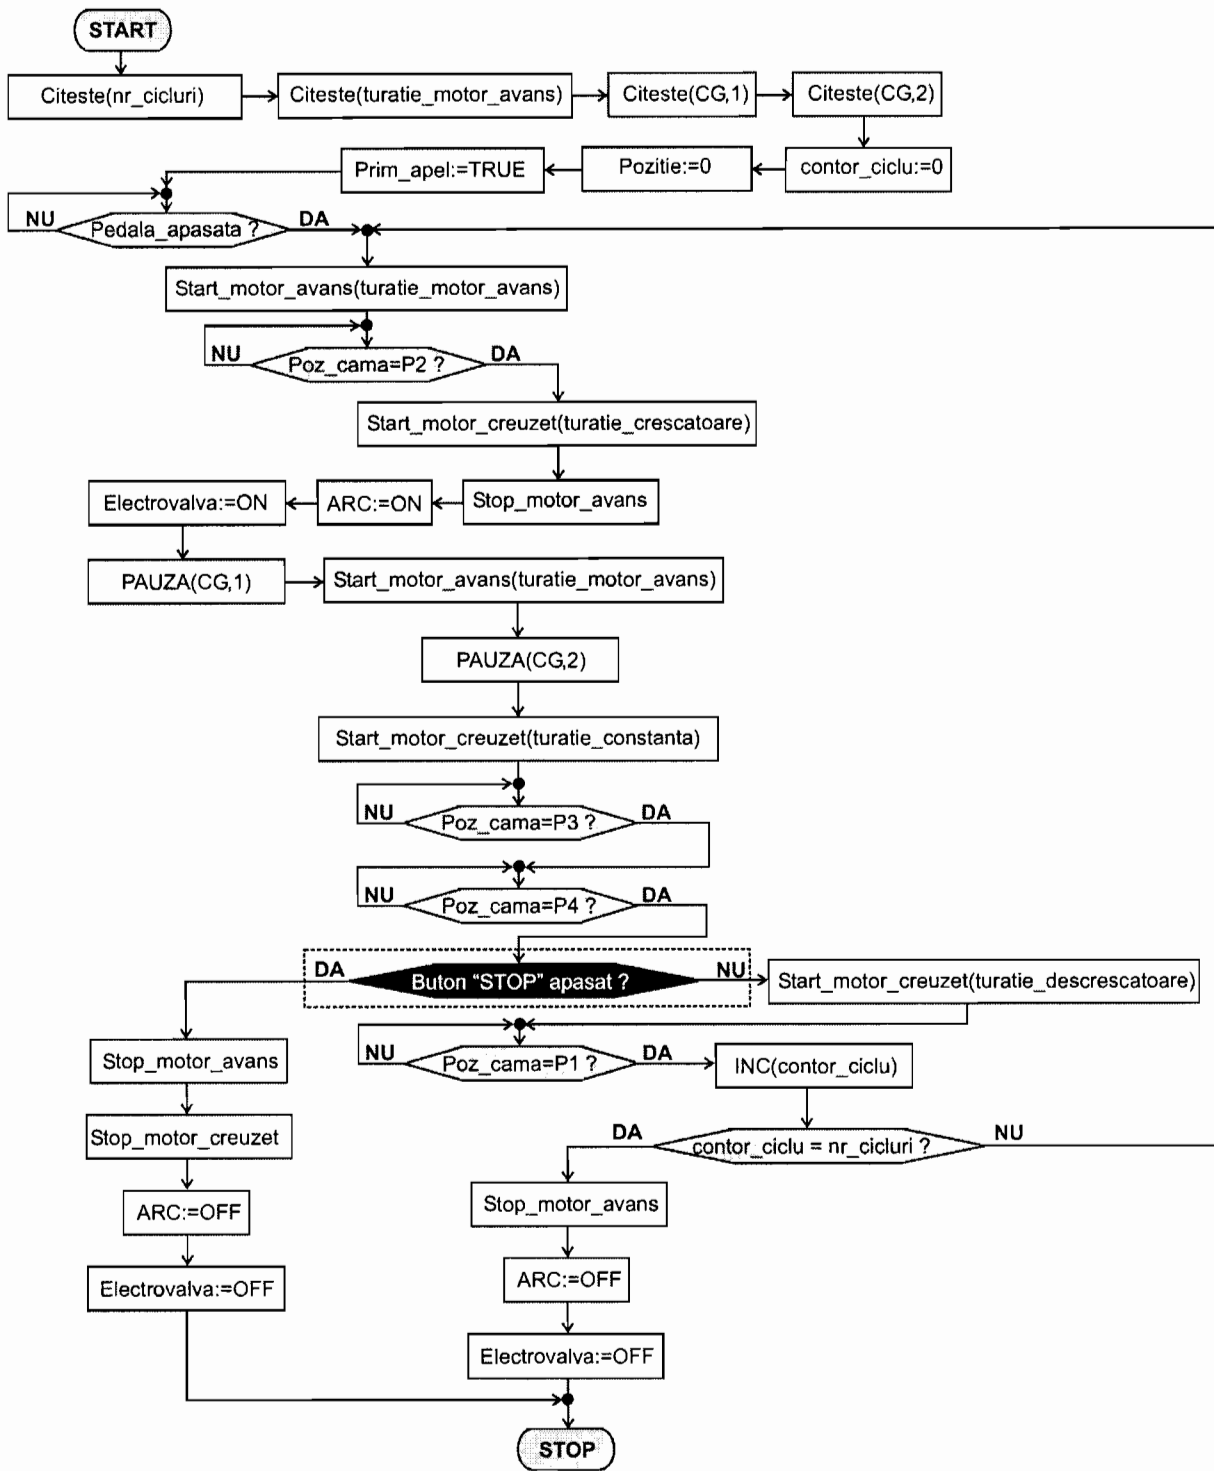 START
Citeste(nr_cicluri)
Citeste(turatie_motor_avans)
Citeste(CG,1)
Citeste(CG,2)
contor_ciclu:=0
Pozitie:=0
Prim_apel:=TRUE
NU
Pedala_apasata ?
DA
Start_motor_avans(turatie_motor_avans)
NU
Poz_cama=P2 ?
DA
Start_motor_creuzet(turatie_crescatoare)
Stop_motor_avans
ARC:=ON
Electrovalva:=ON
PAUZA(CG,1)
Start_motor_avans(turatie_motor_avans)
PAUZA(CG,2)
Start_motor_creuzet(turatie_constanta)
NU
Poz_cama=P3 ?
DA
NU
Poz_cama=P4 ?
DA
DA
Buton "STOP" apasat ?
NU
Start_motor_creuzet(turatie_descrescatoare)
NU
Poz_cama=P1 ?
DA
INC(contor_ciclu)
DA
contor_ciclu = nr_cicluri ?
NU
Stop_motor_avans
Stop_motor_creuzet
ARC:=OFF
Electrovalva:=OFF
Stop_motor_avans
ARC:=OFF
Electrovalva:=OFF
STOP